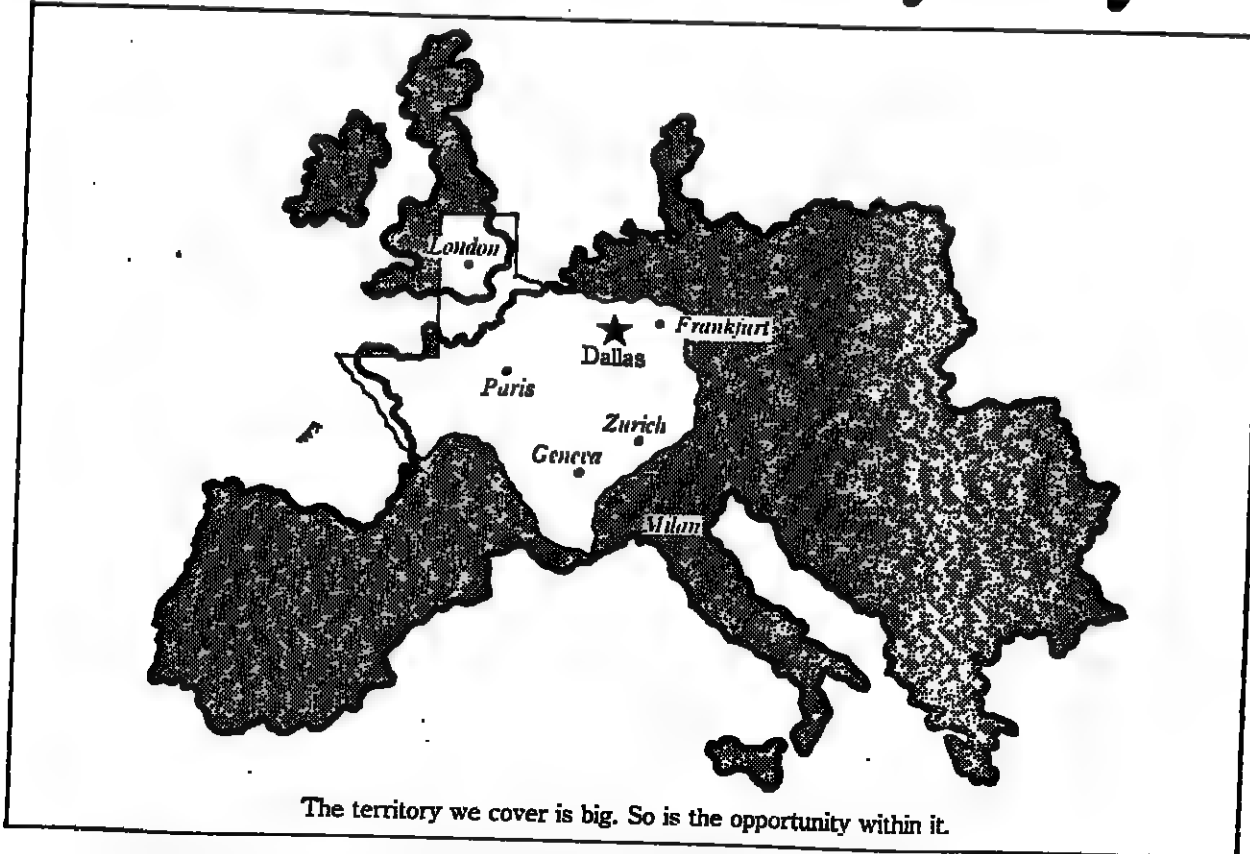 London
Frankfurt
Dallas
Paris
Zurich
Geneva
Milan
The territory we cover is big. So is the opportunity within it.